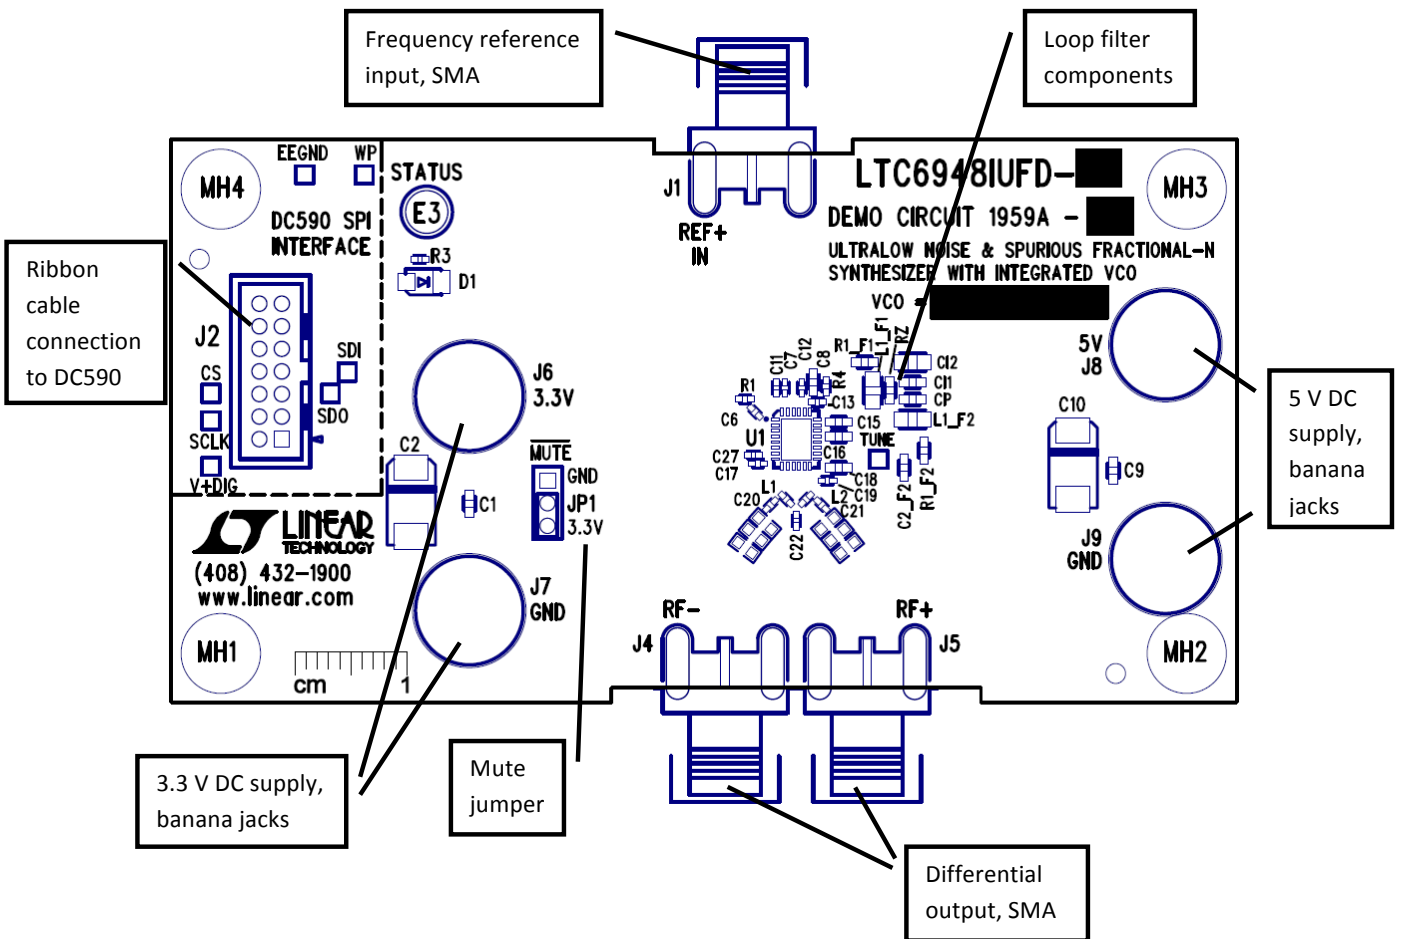 Frequency reference
input, SMA
Loop filter
components
EEGND
WP
STATUS
MH4
E3
DC590 SPI
INTERFACE
R3
D1
J1
REF+
IN
LTC6948IUFD-
DEMO CIRCUIT 1959A -
ULTRALOW NOISE & SPURIOUS FRACTIONAL-N
SYNTHESIZER WITH INTEGRATED VCO
VCO =
MH3
Ribbon
cable
connection
to DC590
J2
CS
SDI
SDO
SCLK
V+DIG
J6
3.3V
C2
C1
MUTE
GND
JP1
3.3V
R1
C6
C11
C7
C12
C8
R4
C13
R1_F1
L1_F1
RZ
CI2
CI1
CP
L1_F2
U1
C15
TUNE
C27
C17
C16
C18
C19
C20
L1
L2
C21
C22
C2_F2
R1_F2
5V
J8
C10
C9
J9
GND
5 V DC
supply,
banana
jacks
LINEAR
TECHNOLOGY
(408) 432-1900
www.linear.com
J7
GND
MH1
cm
1
RF-
J4
RF+
J5
MH2
3.3 V DC supply,
banana jacks
Mute
jumper
Differential
output, SMA